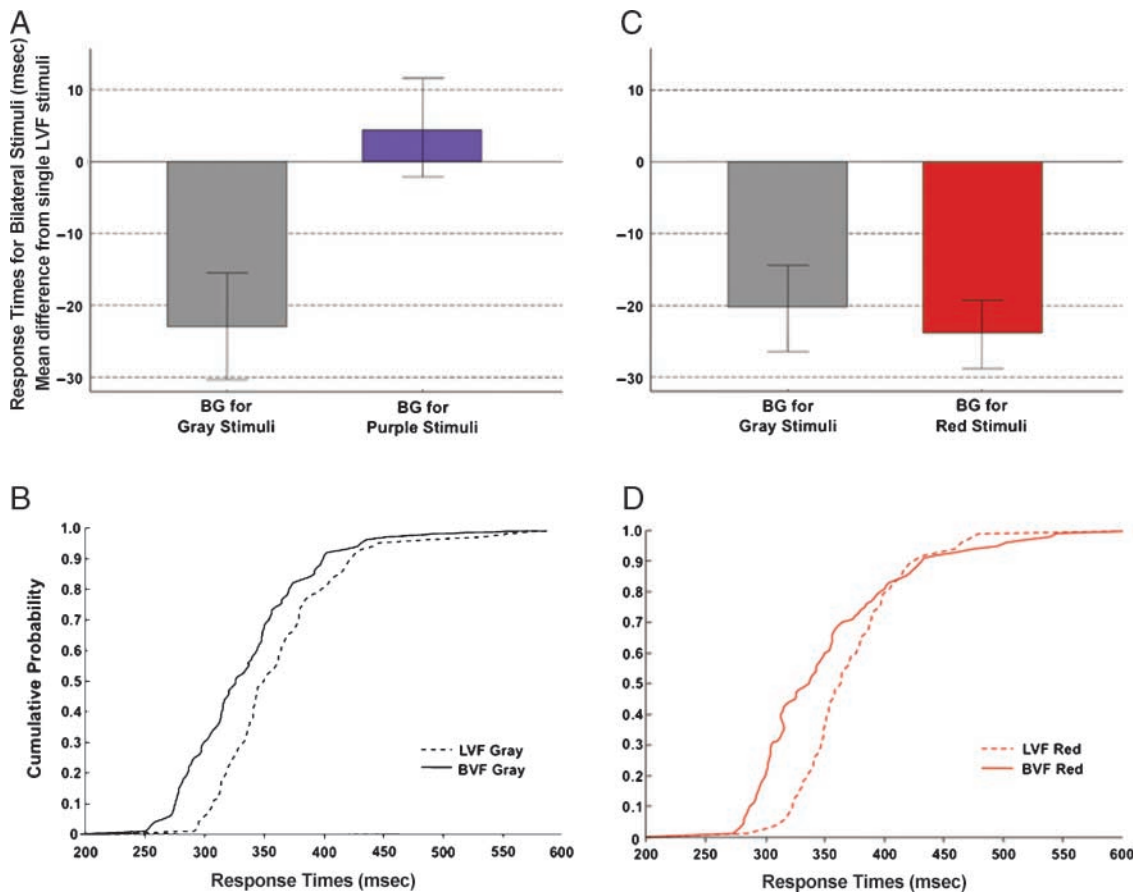 A
Response Times for Bilateral Stimuli (msec)
Mean difference from single LVF stimuli
10
0
−10
−20
−30
BG for
Gray Stimuli
BG for
Purple Stimuli
C
10
0
−10
−20
−30
BG for
Gray Stimuli
BG for
Red Stimuli
B
Cumulative Probability
1.0
0.9
0.8
0.7
0.6
0.5
0.4
0.3
0.2
0.1
0
LVF Gray
BVF Gray
200 250 300 350 400 450 500 550 600
Response Times (msec)
D
1.0
0.9
0.8
0.7
0.6
0.5
0.4
0.3
0.2
0.1
0
LVF Red
BVF Red
200 250 300 350 400 450 500 550 600
Response Times (msec)